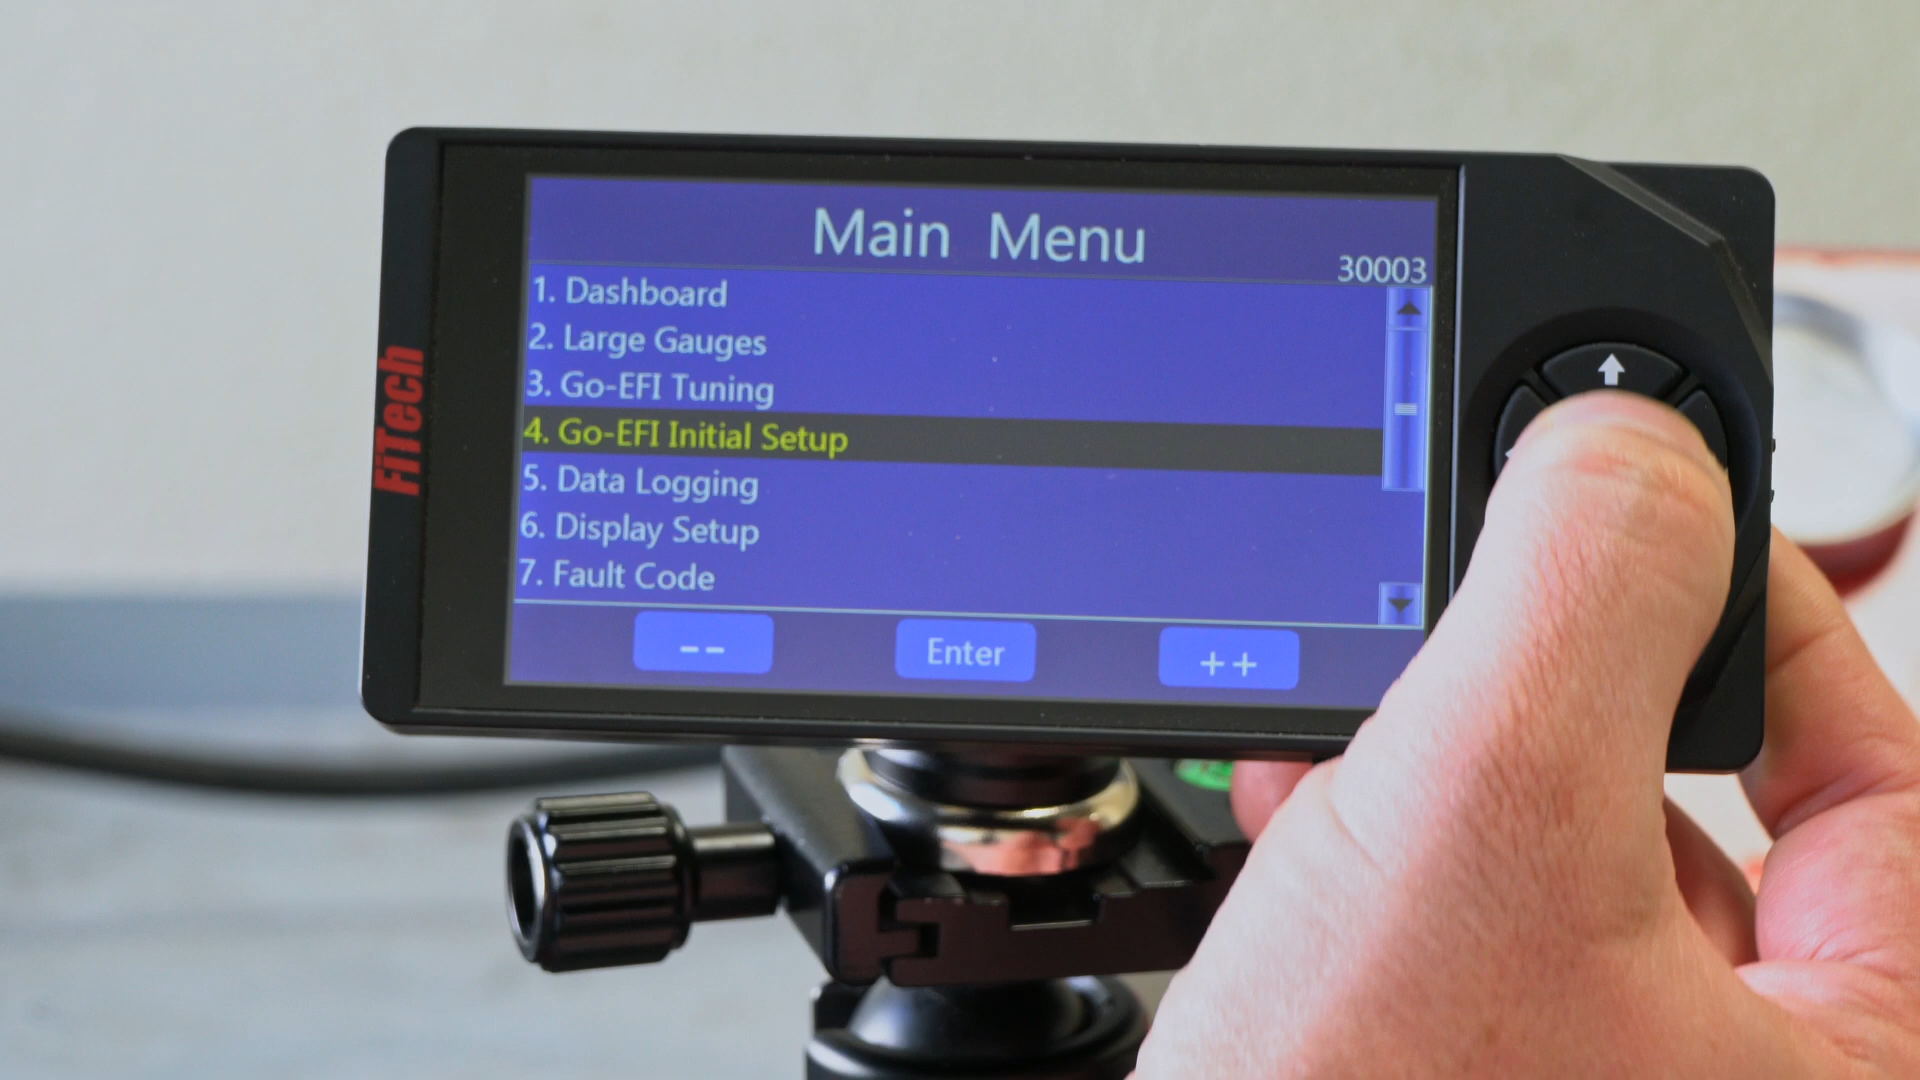 Main Menu
30003
1. Dashboard
2. Large Gauges
3. Go-EFI Tuning
4. Go-EFI Initial Setup
5. Data Logging
6. Display Setup
7. Fault Code
-- Enter ++
FiTech